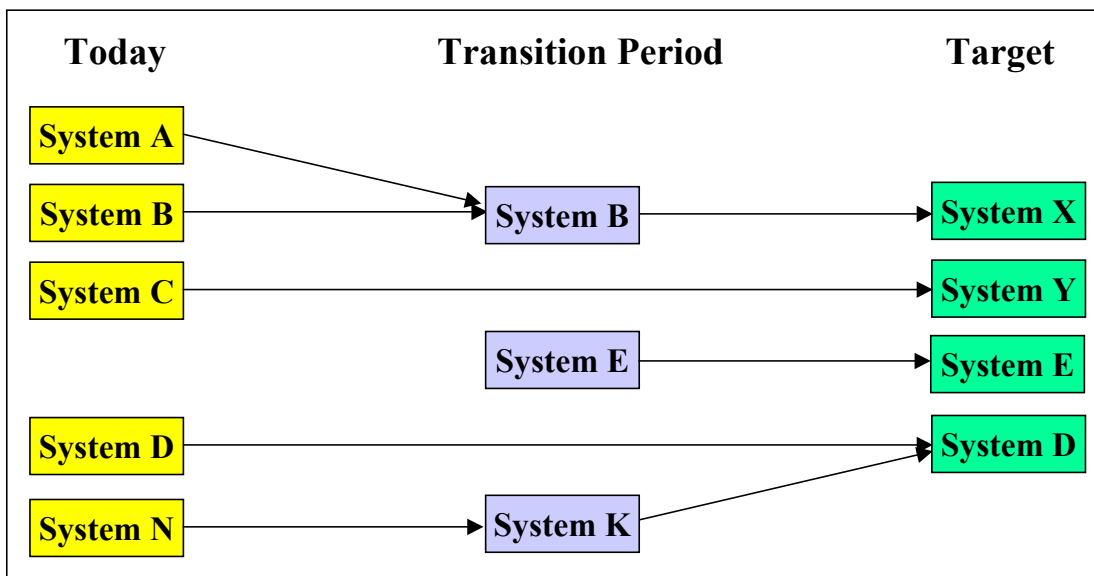 Today Transition Period Target
System A
System B System B System X
System C System Y
System E System E
System D System D
System N System K